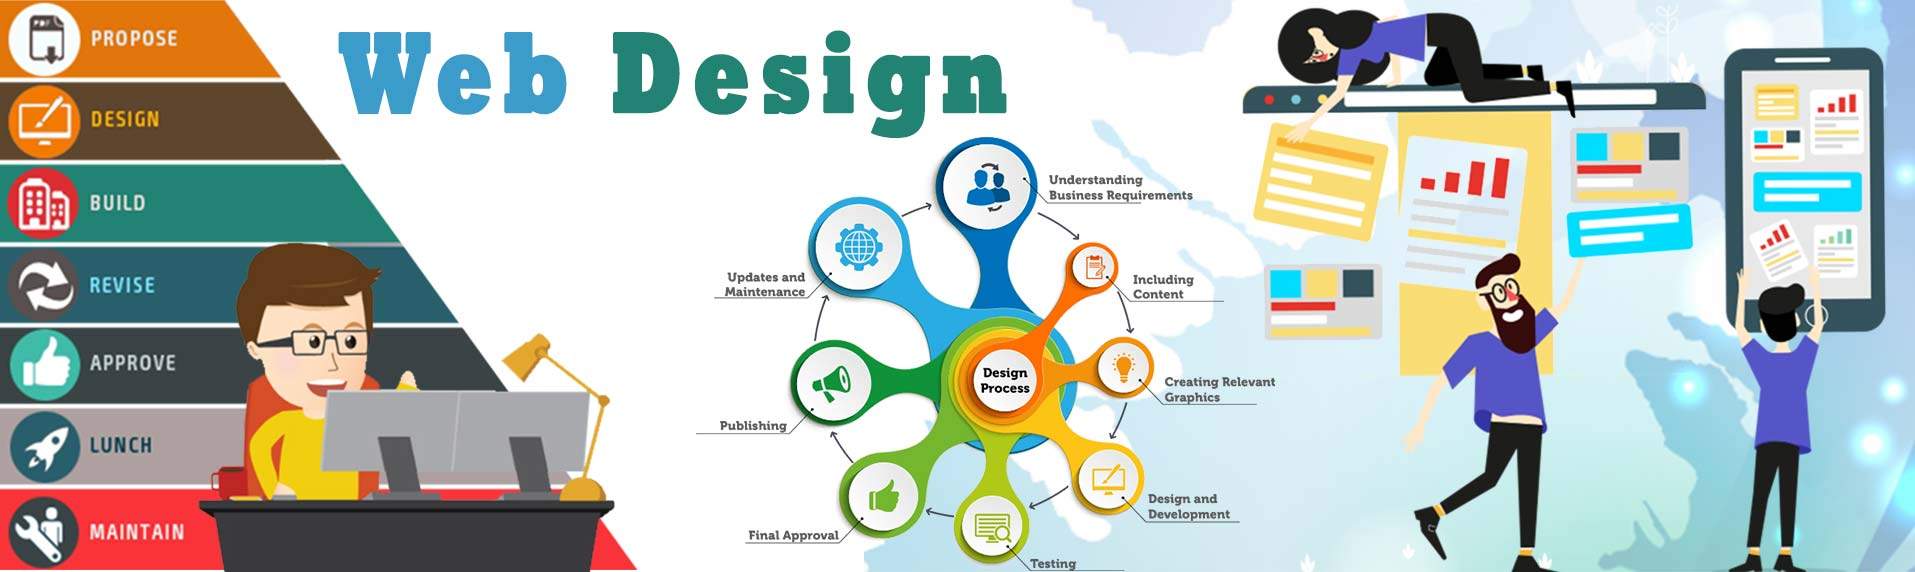 PROPOSE
DESIGN
BUILD
REVISE
APPROVE
LUNCH
MAINTAIN
Web Design
Design
Process
Understanding
Business Requirements
Including
Content
Creating Relevant
Graphics
Design and
Development
Testing
Final Approval
Publishing
Updates and
Maintenance